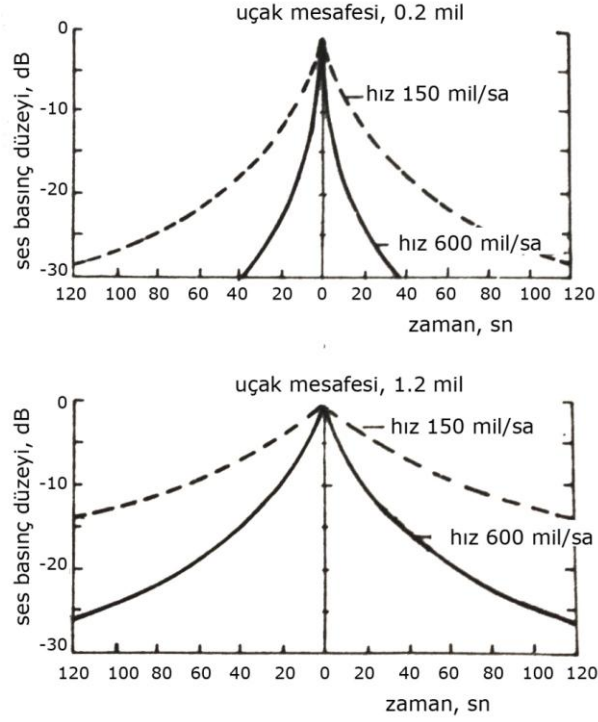 uçak mesafesi, 0.2 mil
ses basınç düzeyi, dB
0
-10
-20
-30
hız 150 mil/sa
hız 600 mil/sa
120 100 80 60 40 20 0 20 40 60 80 100 120
zaman, sn
uçak mesafesi, 1.2 mil
ses basınç düzeyi, dB
0
-10
-20
-30
hız 150 mil/sa
hız 600 mil/sa
120 100 80 60 40 20 0 20 40 60 80 100 120
zaman, sn